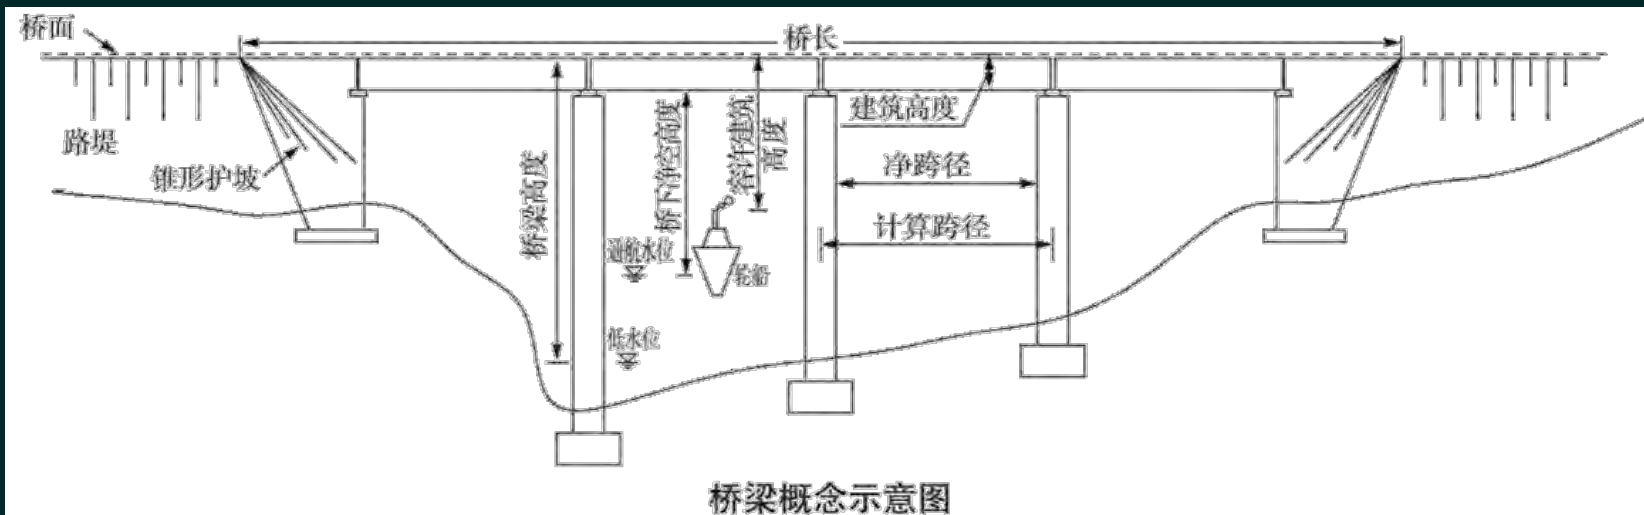 桥面
桥长
建筑高度
路堤
锥形护坡
桥梁高度
桥下净空高度
容许建筑
高度
净跨径
计算跨径
通航水位
轮船
低水位
桥梁概念示意图